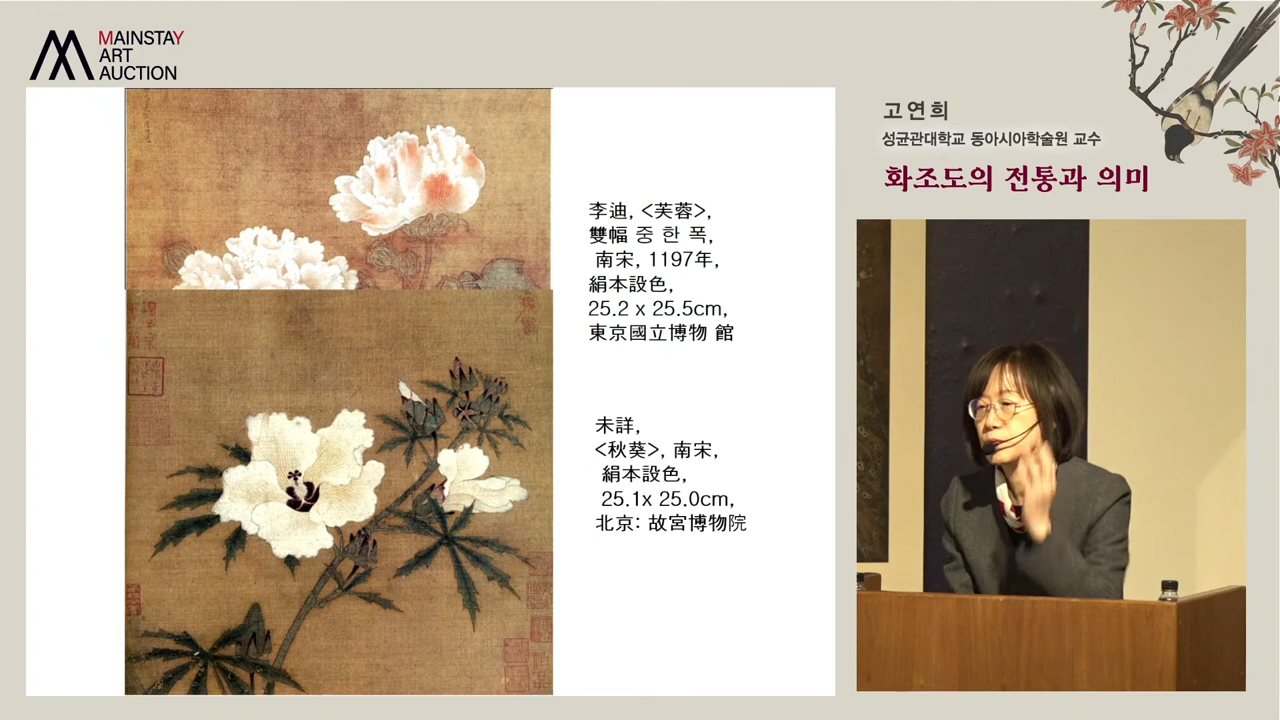 MAINSTAY
ART
AUCTION
李迪, <芙蓉>,
雙幅 중 한 폭,
南宋, 1197年,
絹本設色,
25.2 x 25.5cm,
東京國立博物 館
未詳,
<秋葵>, 南宋,
絹本設色,
25.1x 25.0cm,
北京: 故宮博物院
고연희
성균관대학교 동아시아학술원 교수
화조도의 전통과 의미